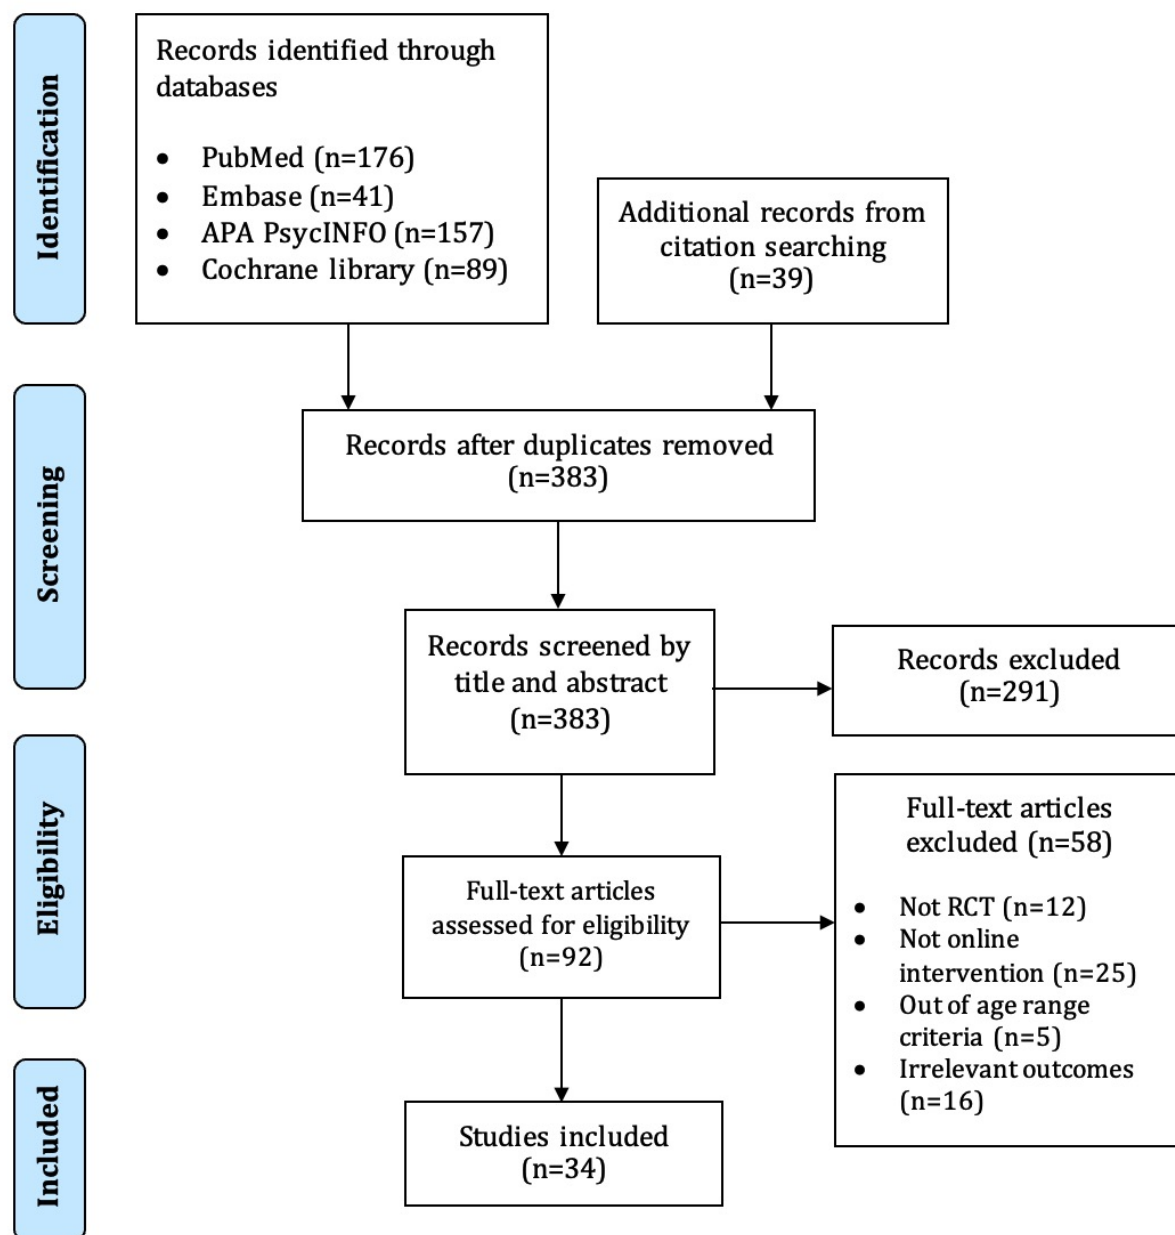 Identification
Records identified through
databases
• PubMed (n=176)
• Embase (n=41)
• APA PsycINFO (n=157)
• Cochrane library (n=89)
Additional records from
citation searching
(n=39)
Screening
Records after duplicates removed
(n=383)
Records screened by
title and abstract
(n=383)
Records excluded
(n=291)
Eligibility
Full-text articles
assessed for eligibility
(n=92)
Full-text articles
excluded (n=58)
• Not RCT (n=12)
• Not online
intervention (n=25)
• Out of age range
criteria (n=5)
• Irrelevant outcomes
(n=16)
Included
Studies included
(n=34)